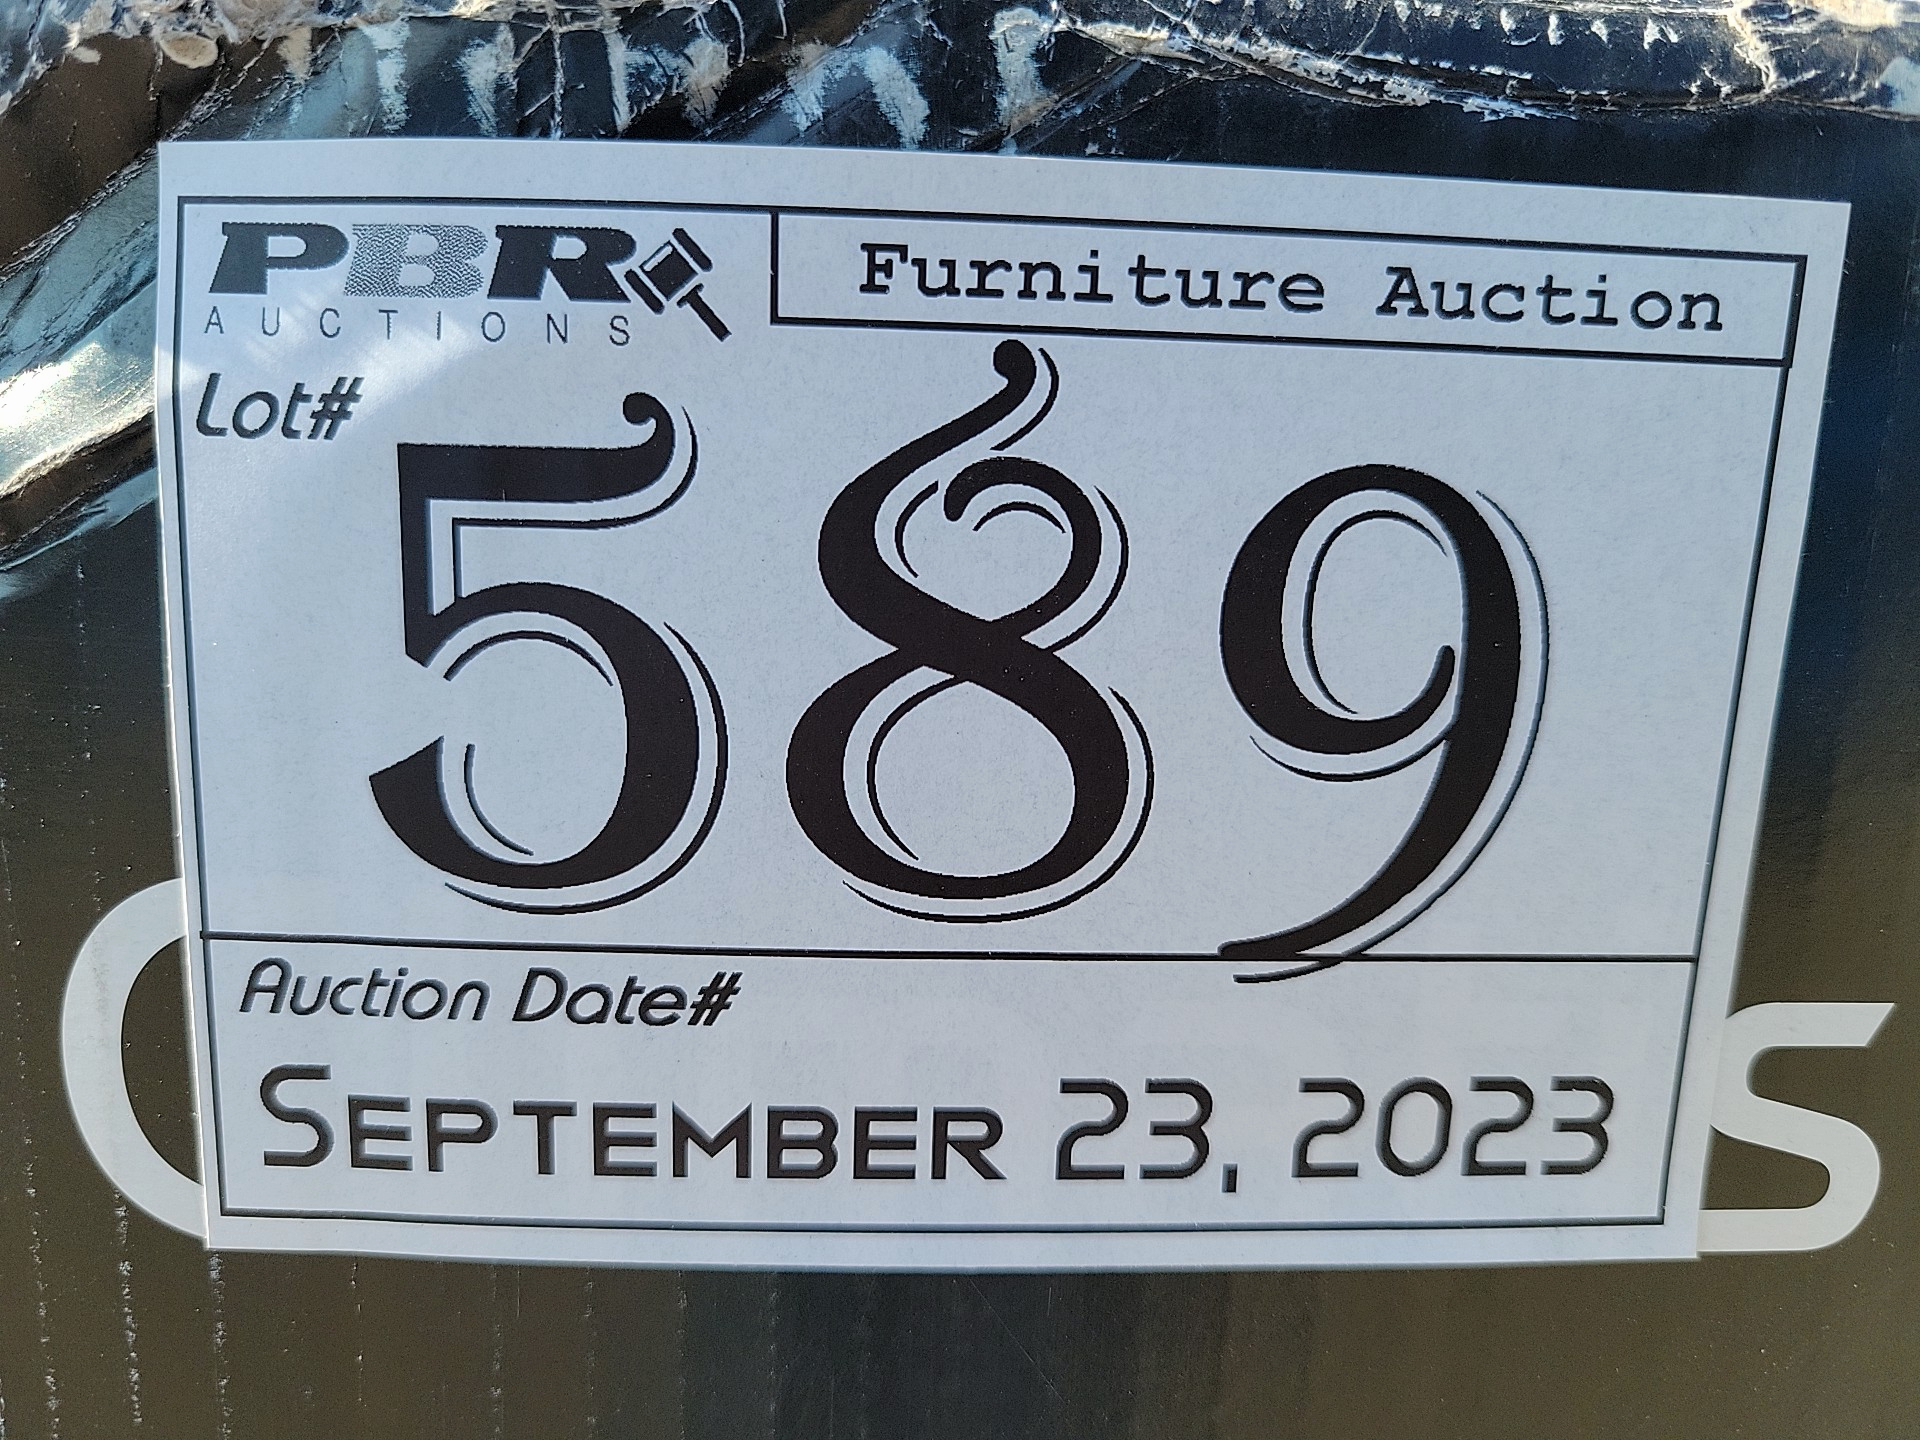 PBR
AUCTIONS
Furniture Auction
Lot#
589
Auction Date#
SEPTEMBER 23, 2023